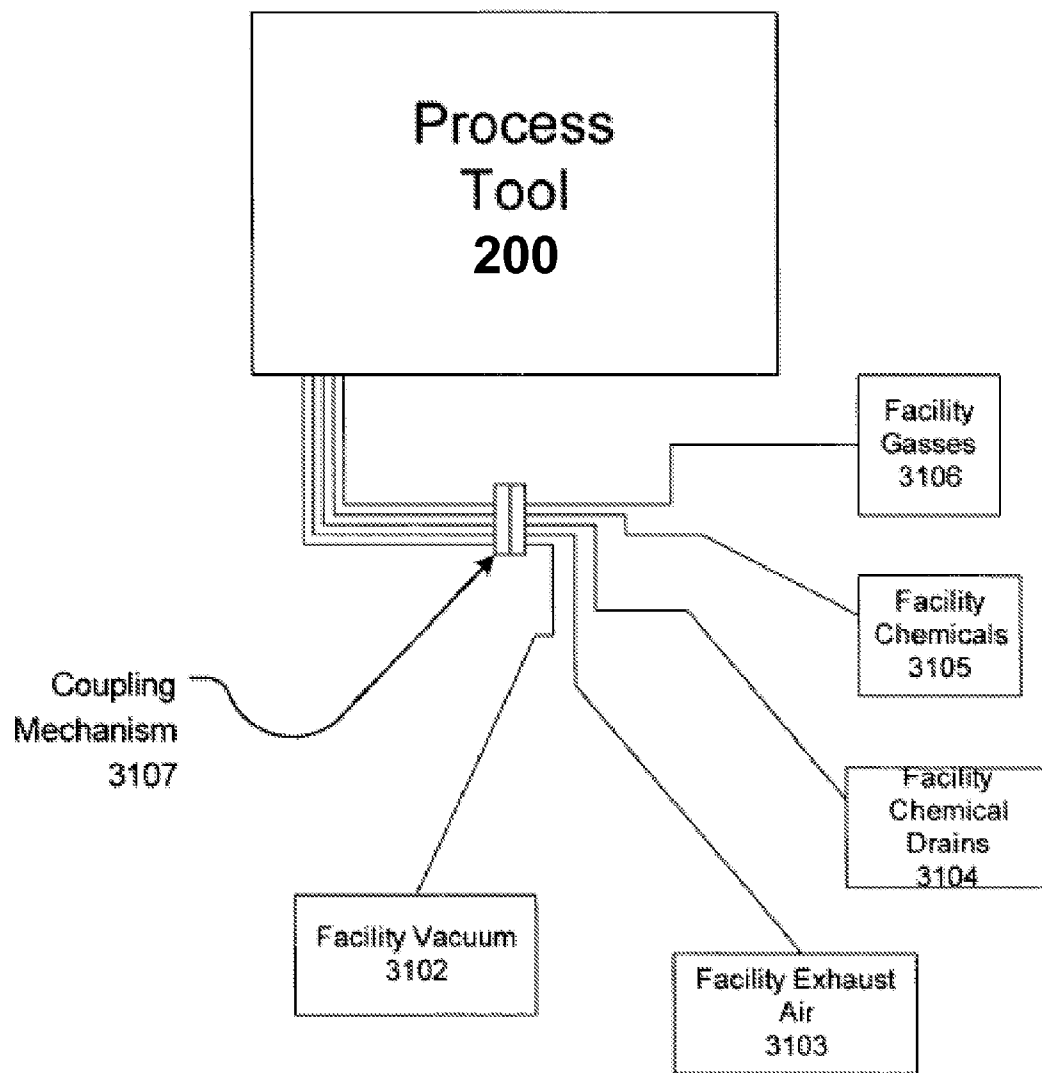 Process
Tool
200
Facility
Gasses
3106
Facility
Chemicals
3105
Coupling
Mechanism
3107
Facility
Chemical
Drains
3104
Facility Vacuum
3102
Facility Exhaust
Air
3103